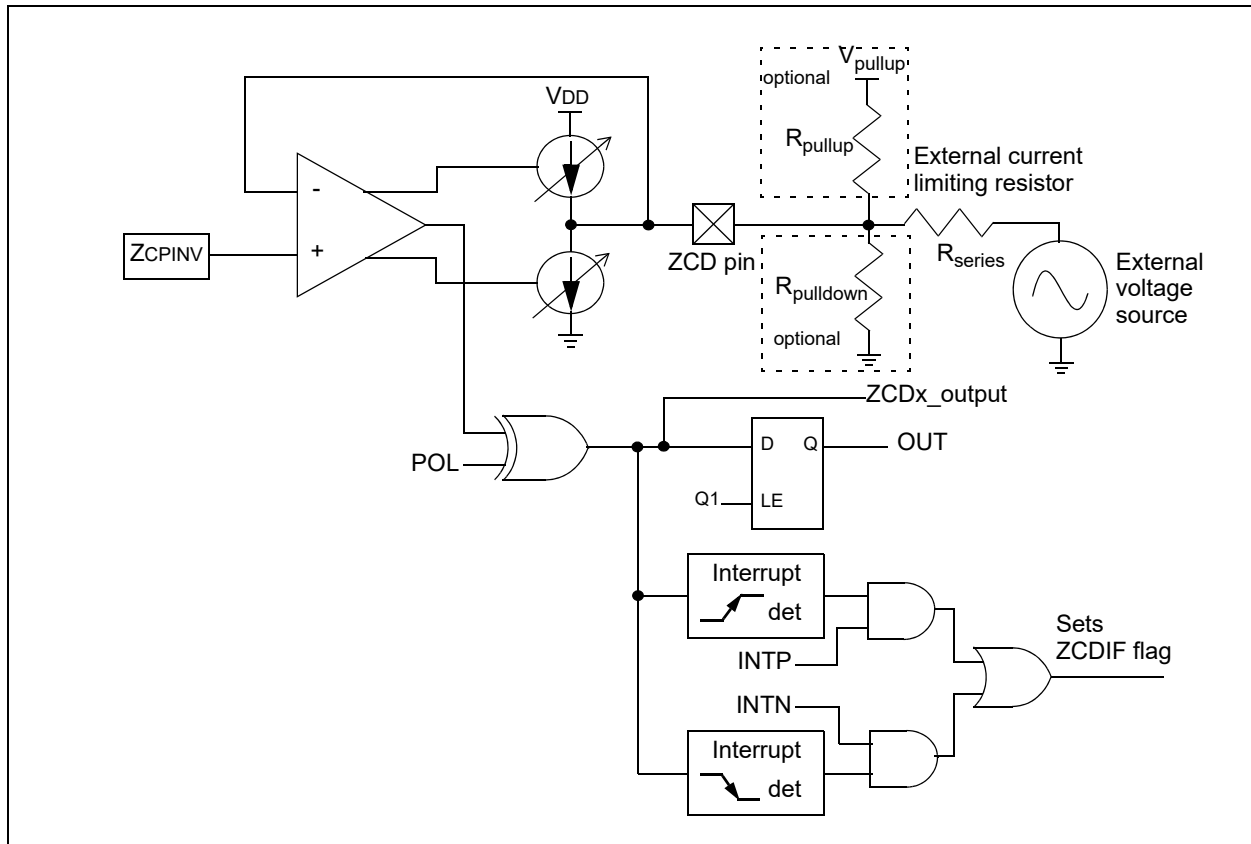 Vpullup
optional
VDD
Rpullup
External current
limiting resistor
-
+
ZCPINV
ZCD pin
Rseries
Rpulldown
optional
External
voltage
source
ZCDx_output
POL
D
Q
OUT
Q1
LE
Interrupt
det
INTP
Sets
ZCDIF flag
INTN
Interrupt
det